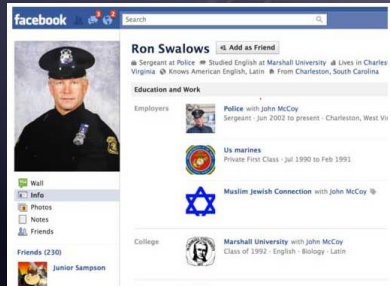 facebook
3 2
Search
Ron Swalows +1 Add as Friend
Sergeant at Police Studied English at Marshall University Lives in Charles
Virginia Knows American English, Latin From Charleston, South Carolina
Education and Work
Employers
Police with John McCoy
Sergeant · Jun 2002 to present · Charleston, West Vi
Us marines
Private First Class · Jul 1990 to Feb 1991
Muslim Jewish Connection with John McCoy
College
Marshall University with John McCoy
Class of 1992 · English · Biology · Latin
Wall
Info
Photos
Notes
Friends
Friends (230)
Junior Sampson